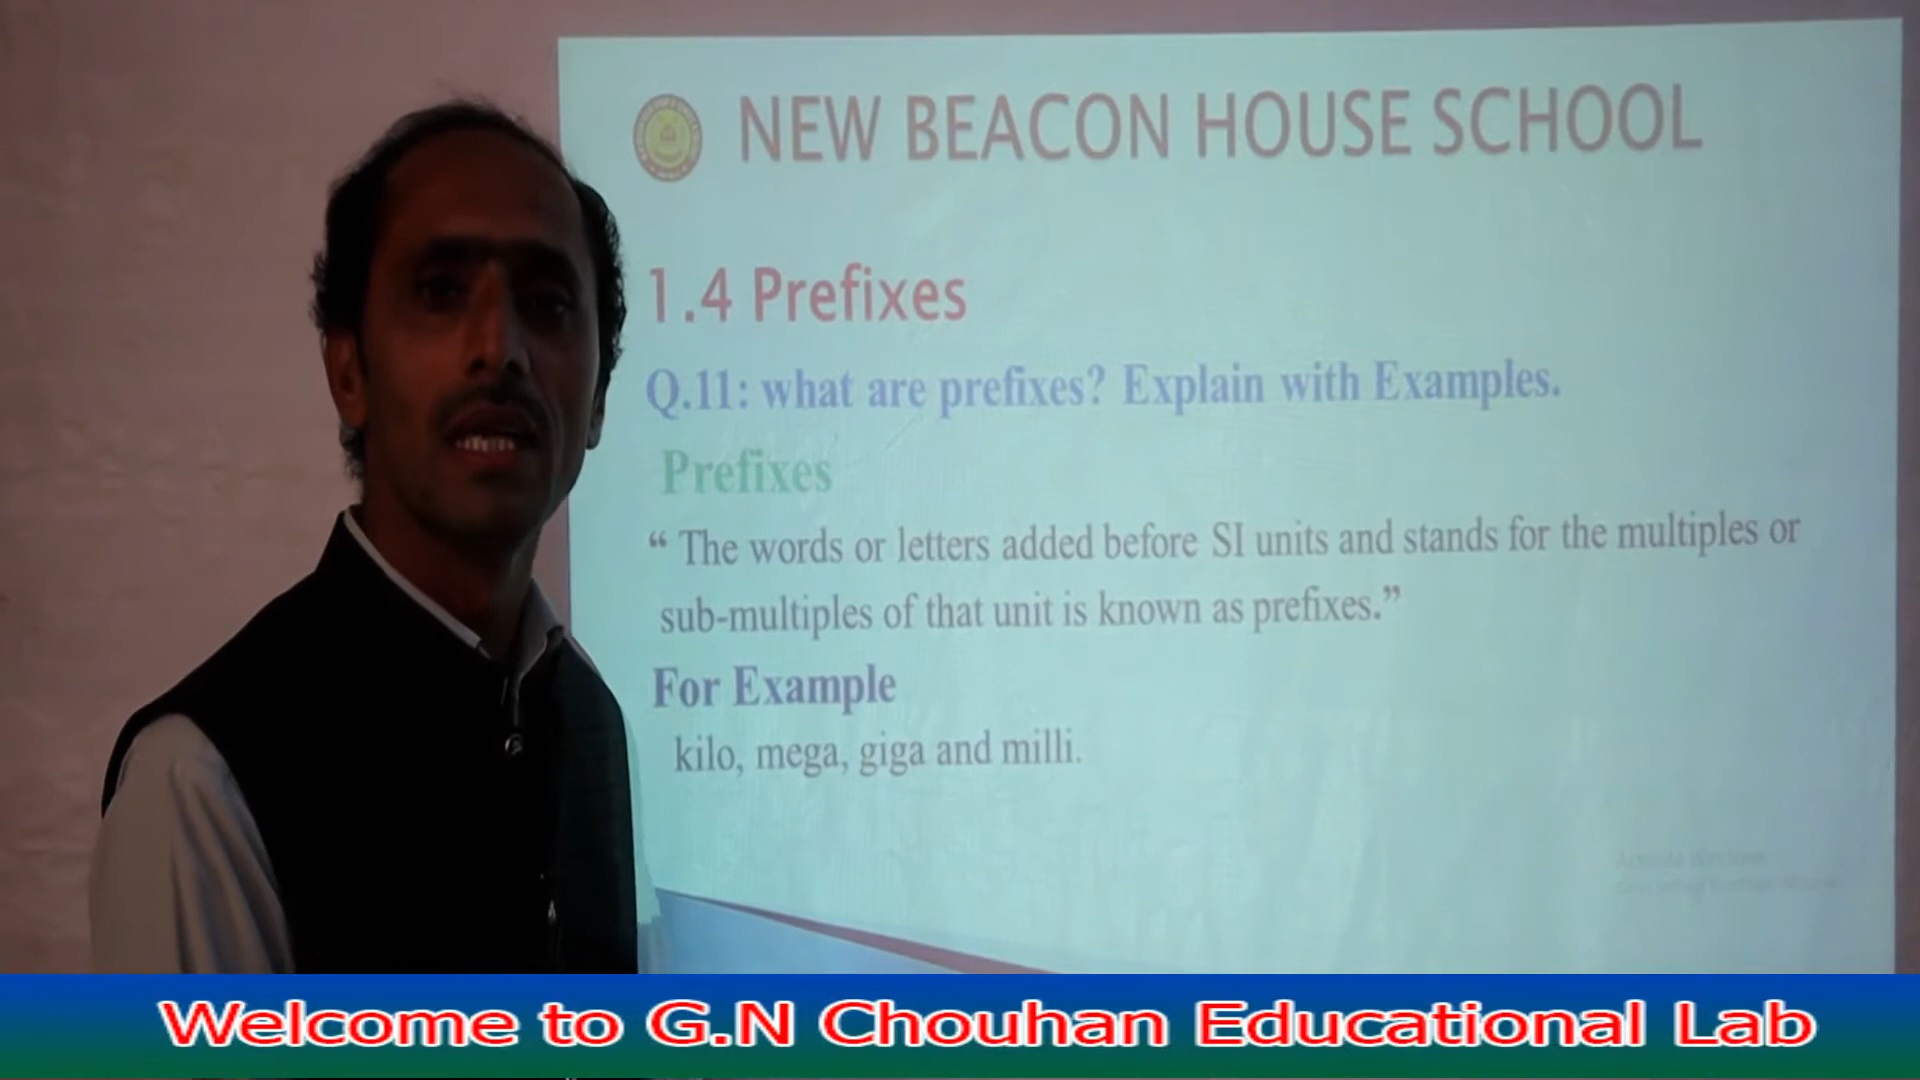 NEW BEACON HOUSE SCHOOL
1.4 Prefixes
Q.11: what are prefixes? Explain with Examples.
Prefixes
“ The words or letters added before SI units and stands for the multiples or
sub-multiples of that unit is known as prefixes.”
For Example
kilo, mega, giga and milli.
Welcome to G.N Chouhan Educational Lab